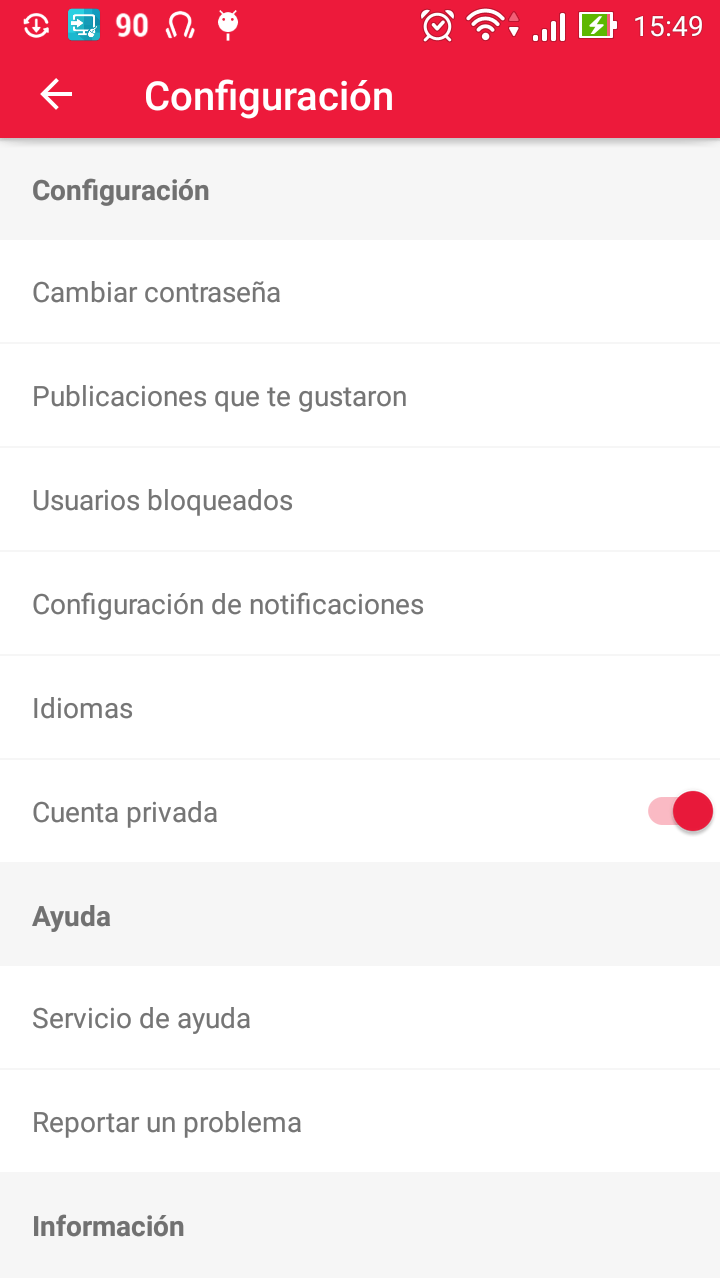 90 15:49
Configuración
Configuración
Cambiar contraseña
Publicaciones que te gustaron
Usuarios bloqueados
Configuración de notificaciones
Idiomas
Cuenta privada
Ayuda
Servicio de ayuda
Reportar un problema
Información